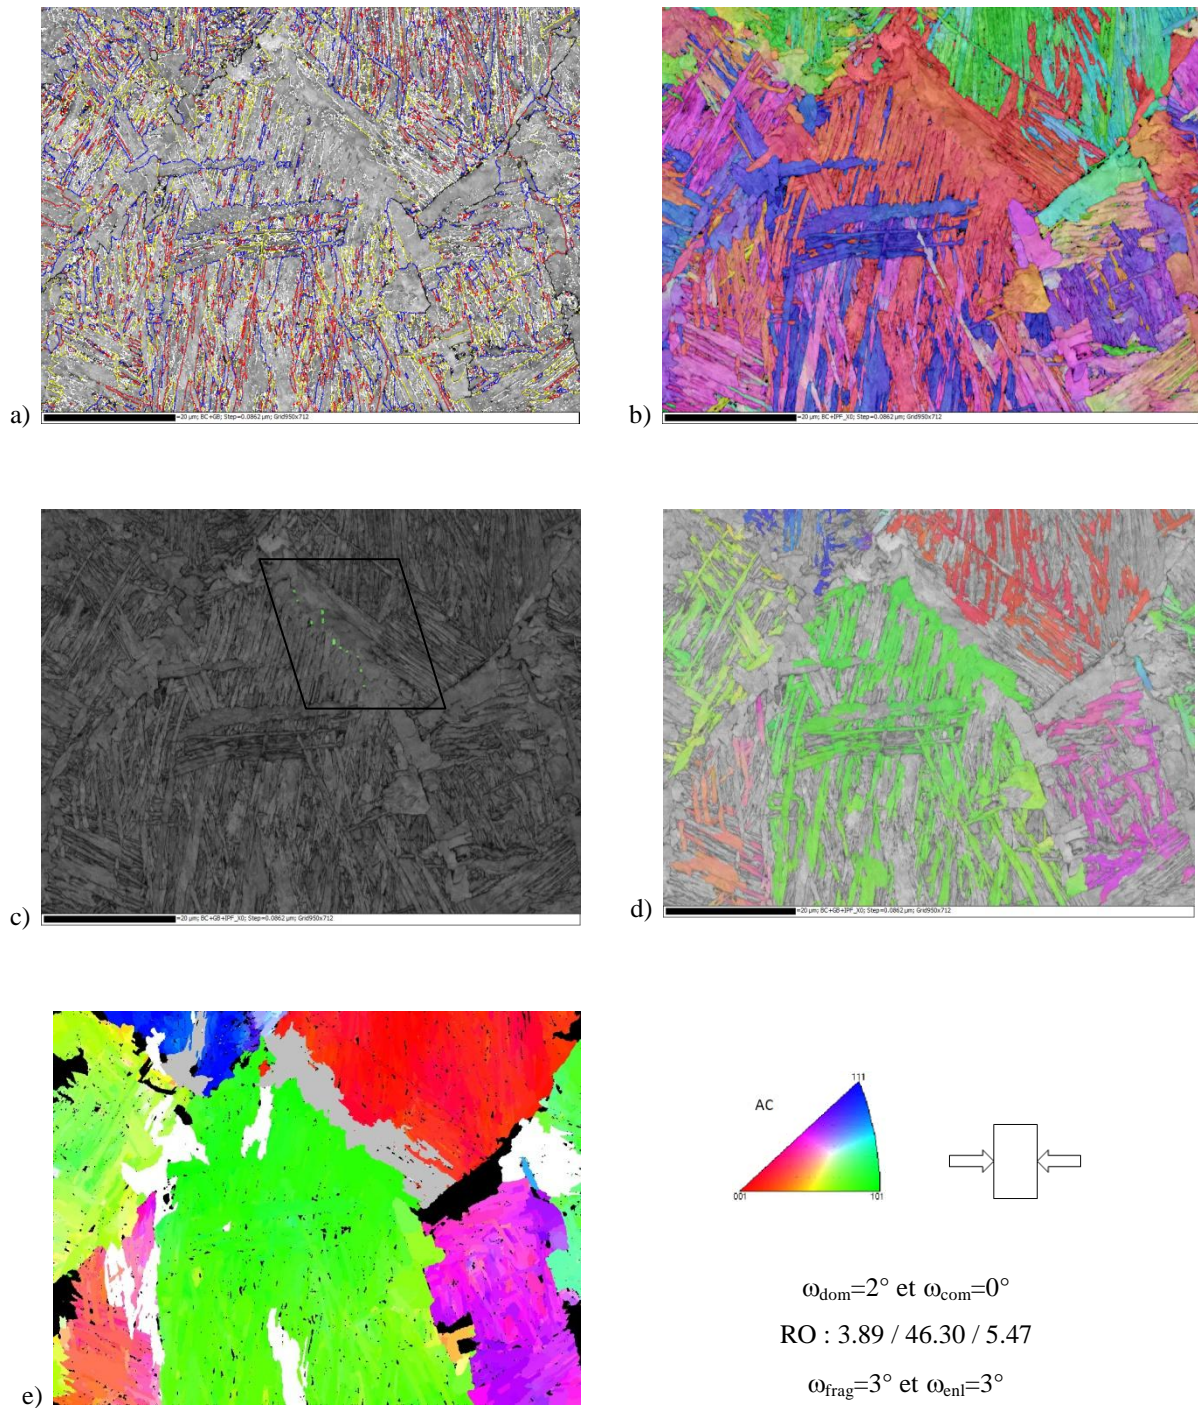 a)
=20 µm; BC+GB; Step=0.0862 µm; Grid950x712
b)
=20 µm; BC+IPF_X0; Step=0.0862 µm; Grid950x712
c)
=20 µm; BC+GB+IPF_X0; Step=0.0862 µm; Grid950x712
d)
=20 µm; BC+GB+IPF_X0; Step=0.0862 µm; Grid950x712
e)
111
AC
001
101
ωdom=2° et ωcom=0°
RO : 3.89 / 46.30 / 5.47
ωfrag=3° et ωenl=3°